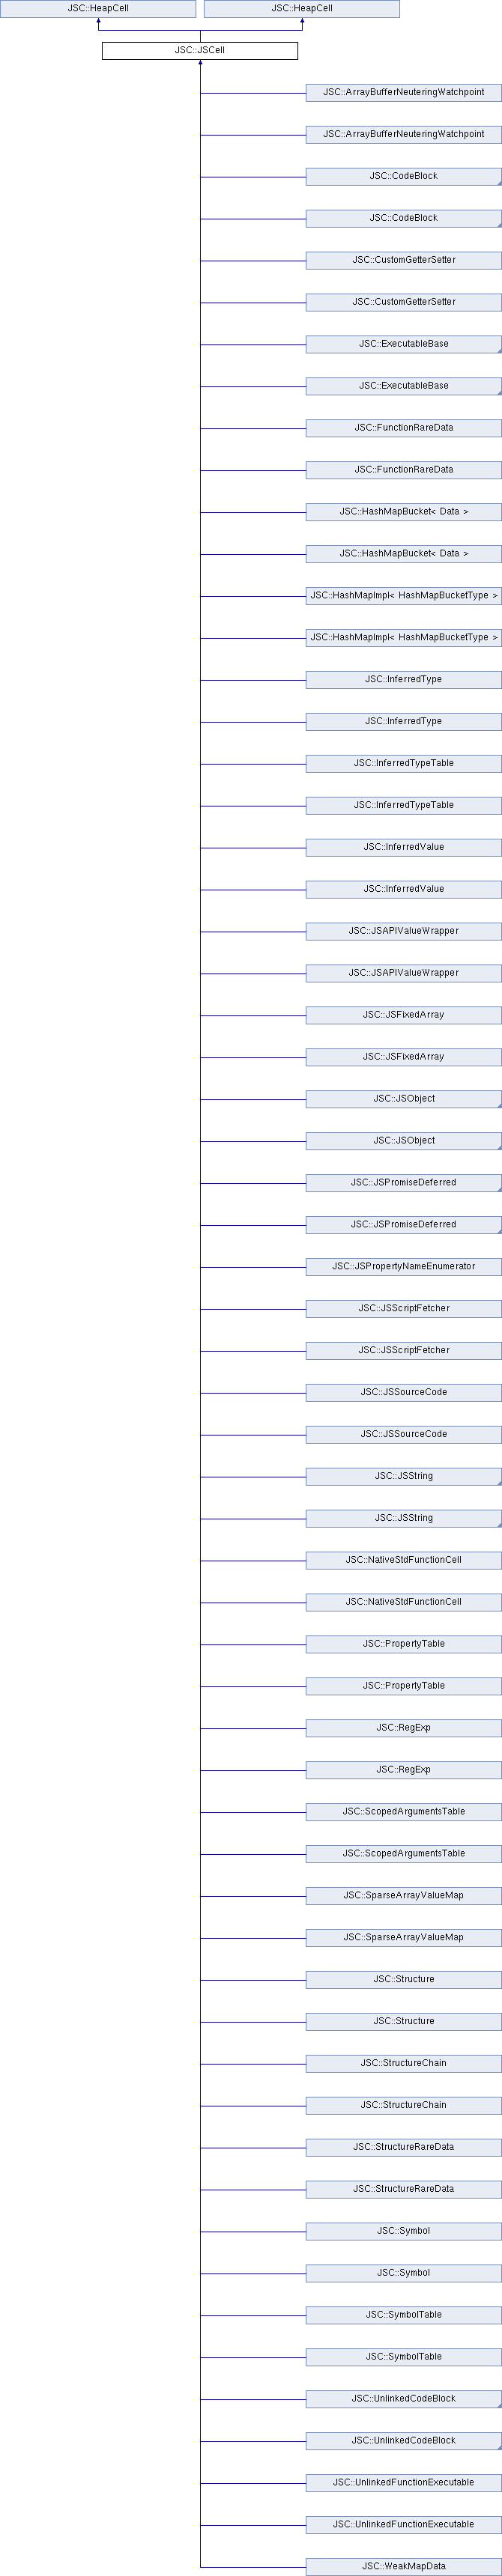 JSC::HeapCell
JSC::HeapCell
JSC::JSCell
JSC::ArrayBufferNeuteringWatchpoint
JSC::ArrayBufferNeuteringWatchpoint
JSC::CodeBlock
JSC::CodeBlock
JSC::CustomGetterSetter
JSC::CustomGetterSetter
JSC::ExecutableBase
JSC::ExecutableBase
JSC::FunctionRareData
JSC::FunctionRareData
JSC::HashMapBucket< Data >
JSC::HashMapBucket< Data >
JSC::HashMapImpl< HashMapBucketType >
JSC::HashMapImpl< HashMapBucketType >
JSC::InferredType
JSC::InferredType
JSC::InferredTypeTable
JSC::InferredTypeTable
JSC::InferredValue
JSC::InferredValue
JSC::JSAPIValueWrapper
JSC::JSAPIValueWrapper
JSC::JSFixedArray
JSC::JSFixedArray
JSC::JSObject
JSC::JSObject
JSC::JSPromiseDeferred
JSC::JSPromiseDeferred
JSC::JSPropertyNameEnumerator
JSC::JSScriptFetcher
JSC::JSScriptFetcher
JSC::JSSourceCode
JSC::JSSourceCode
JSC::JSString
JSC::JSString
JSC::NativeStdFunctionCell
JSC::NativeStdFunctionCell
JSC::PropertyTable
JSC::PropertyTable
JSC::RegExp
JSC::RegExp
JSC::ScopedArgumentsTable
JSC::ScopedArgumentsTable
JSC::SparseArrayValueMap
JSC::SparseArrayValueMap
JSC::Structure
JSC::Structure
JSC::StructureChain
JSC::StructureChain
JSC::StructureRareData
JSC::StructureRareData
JSC::Symbol
JSC::Symbol
JSC::SymbolTable
JSC::SymbolTable
JSC::UnlinkedCodeBlock
JSC::UnlinkedCodeBlock
JSC::UnlinkedFunctionExecutable
JSC::UnlinkedFunctionExecutable
JSC::WeakMapData